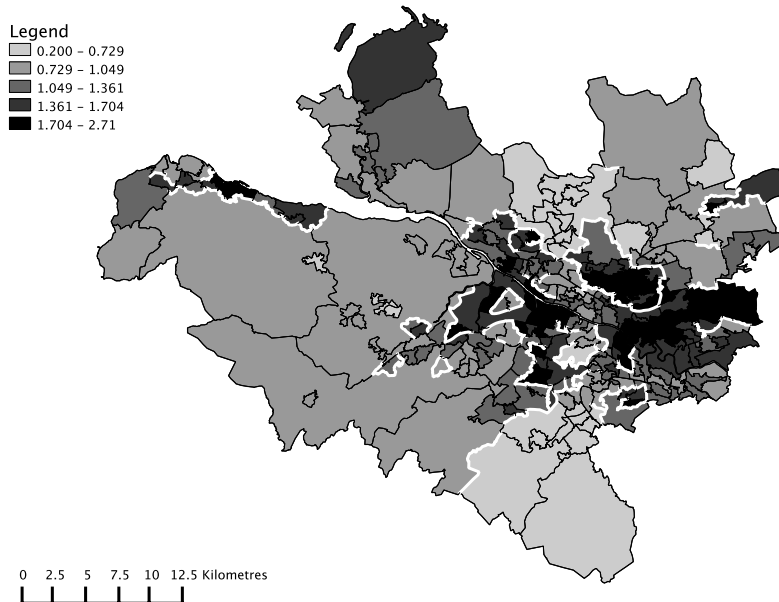 Legend
0.200 – 0.729
0.729 – 1.049
1.049 – 1.361
1.361 – 1.704
1.704 – 2.71
0 2.5 5 7.5 10 12.5 Kilometres